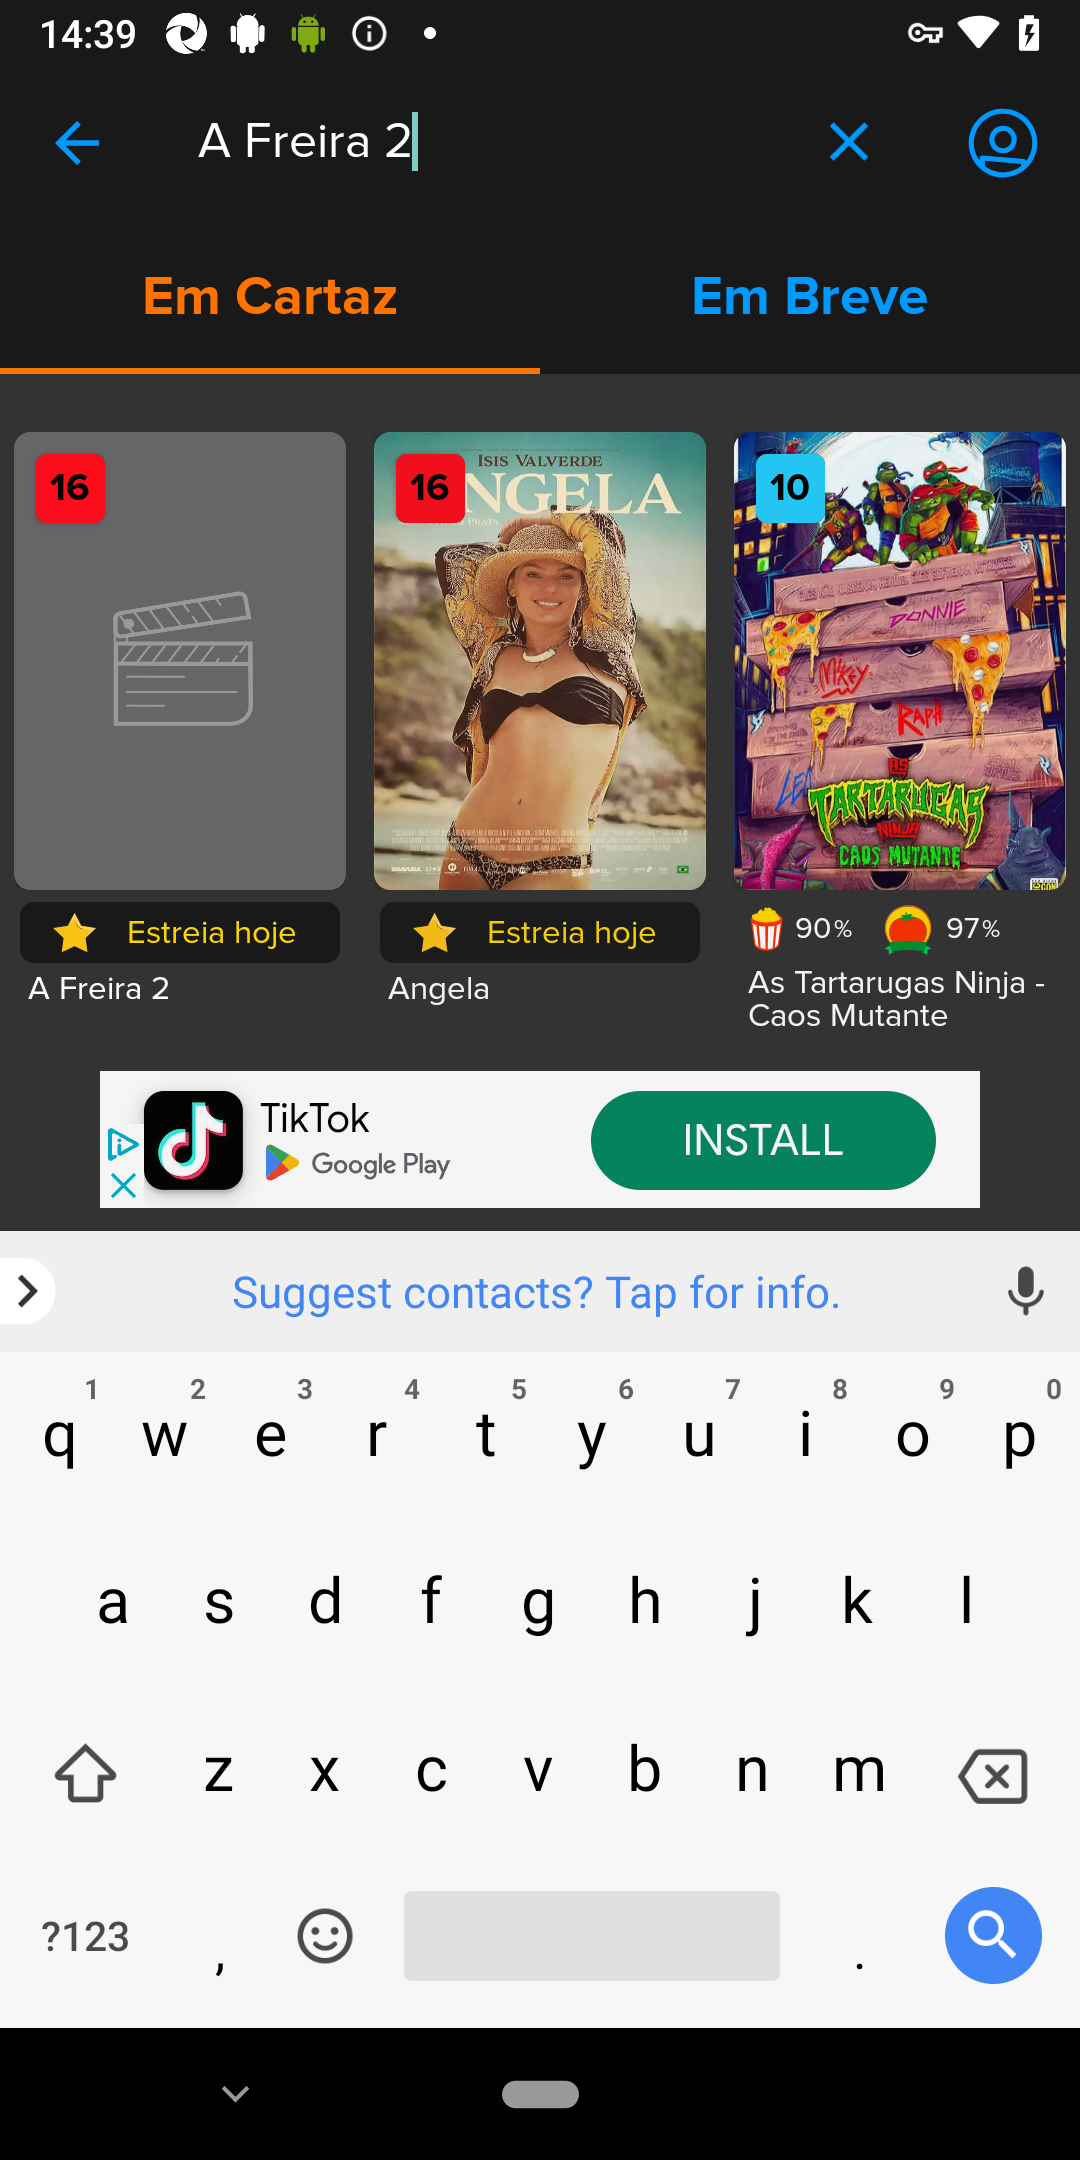 14:39
A Freira 2
Em Cartaz
Em Breve
16
16
10
ISIS VALVERDE
NGELA
PRATA
DONNIE
MIKEY
RAPH
LEO
AS
TARTARUGAS
NINJA
CAOS MUTANTE
Estreia hoje
Estreia hoje
90%
97%
A Freira 2
Angela
As Tartarugas Ninja -
Caos Mutante
TikTok
Google Play
INSTALL
Suggest contacts? Tap for info.
1 2 3 4 5 6 7 8 9 0
q w e r t y u i o p
a s d f g h j k l
z x c v b n m
?123 , .